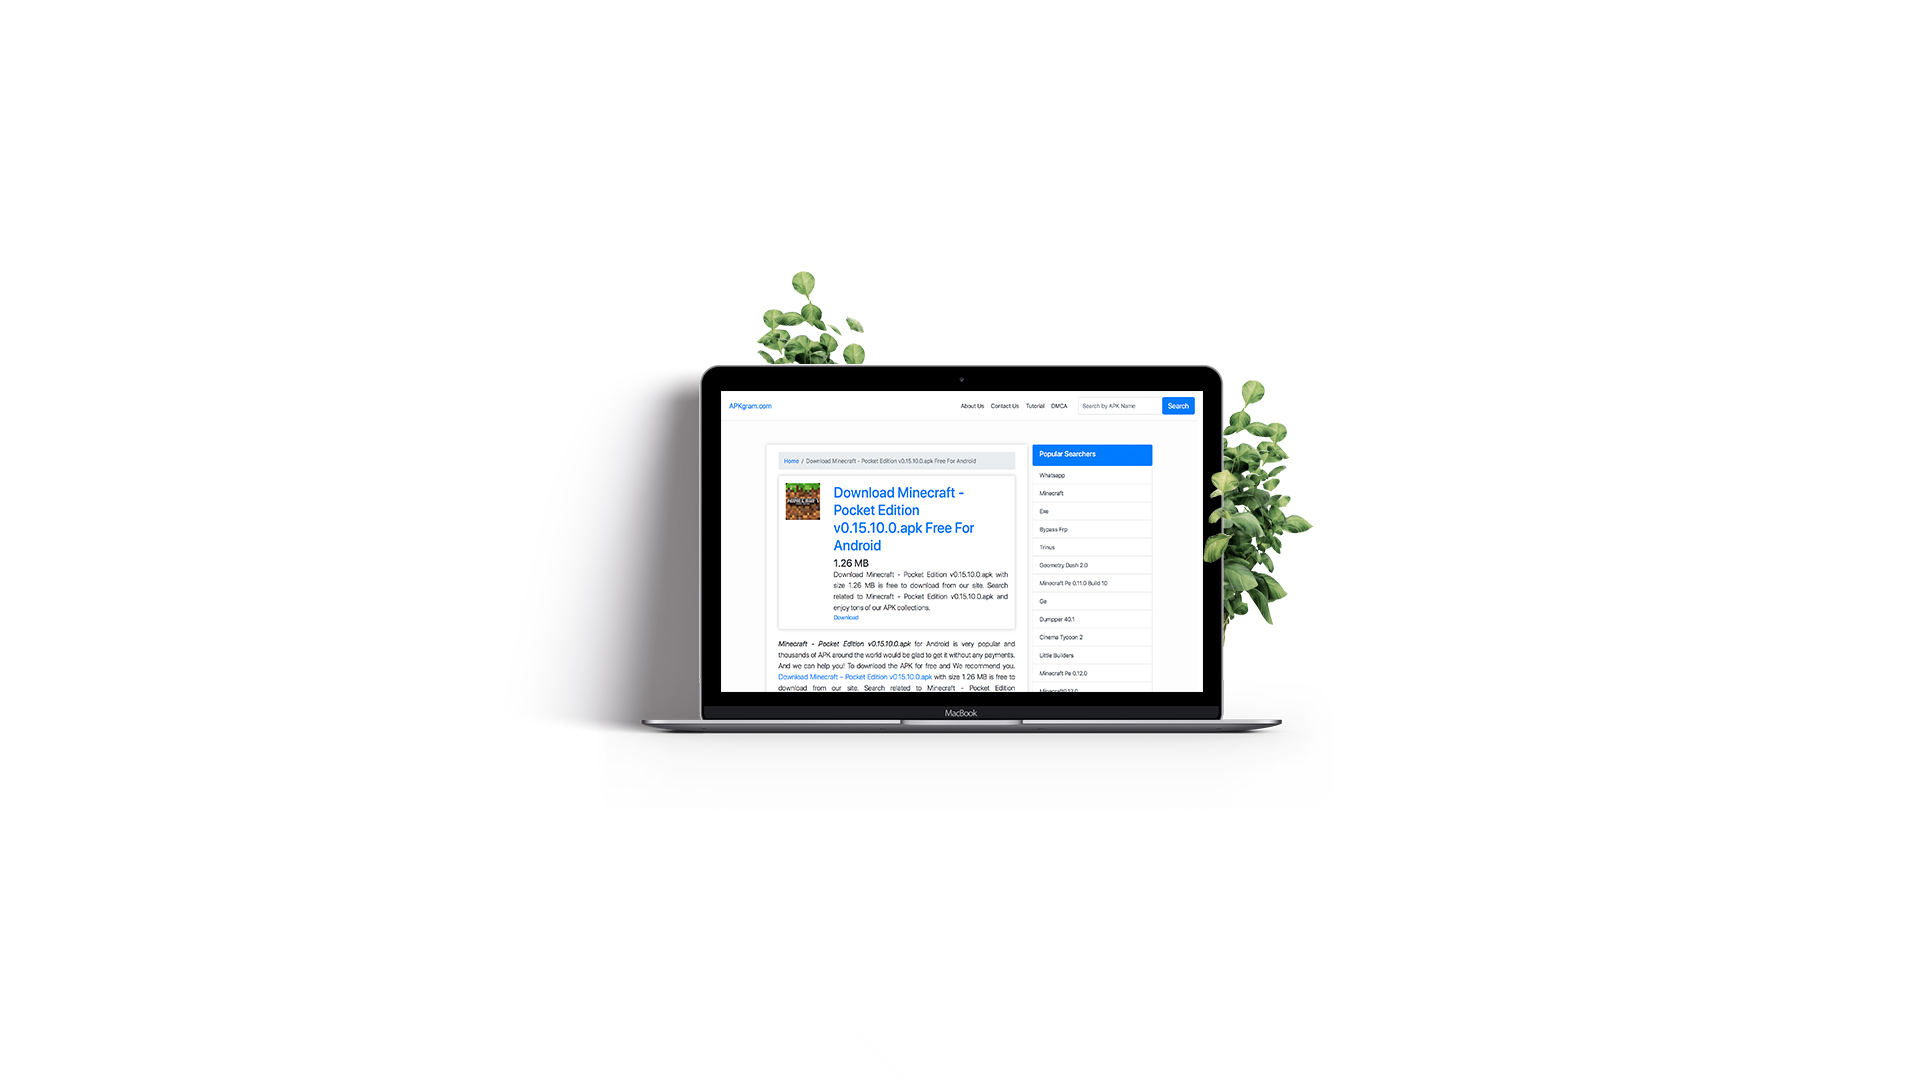 APKgram.com
About Us Contact Us Tutorial DMCA Search by APK Name Search
Home / Download Minecraft - Pocket Edition v0.15.10.0.apk Free For Android
Download Minecraft -
Pocket Edition
v0.15.10.0.apk Free For
Android
1.26 MB
Download Minecraft - Pocket Edition v0.15.10.0.apk with
size 1.26 MB is free to download from our site. Search
related to Minecraft - Pocket Edition v0.15.10.0.apk and
enjoy tons of our APK collections.
Download
Minecraft - Pocket Edition v0.15.10.0.apk for Android is very popular and
thousands of APK around the world would be glad to get it without any payments.
And we can help you! To download the APK for free and We recommend you.
Download Minecraft - Pocket Edition v0.15.10.0.apk with size 1.26 MB is free to
download from our site. Search related to Minecraft - Pocket Edition
Popular Searchers
Whatsapp
Minecraft
Exe
Bypass Frp
Trinus
Geometry Dash 2.0
Minecraft Pe 0.11.0 Build 10
Ge
Dumpper 40.1
Cinema Tycoon 2
Little Builders
Minecraft Pe 0.12.0
MacBook